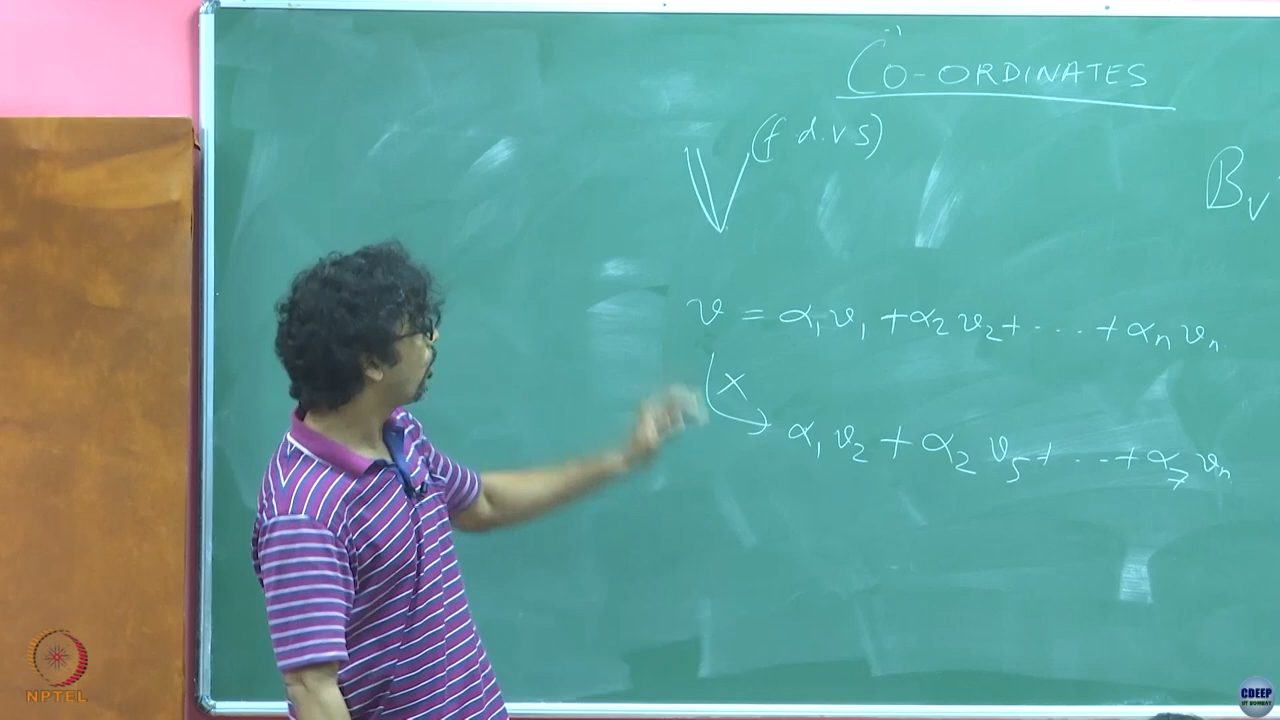 CO-ORDINATES
V (f d.v s)
B_V
v = α₁v₁ + α₂v₂ + .... + αₙvₙ
X
α₁v₂ + α₂v₅ + ... + α₇vₙ
NPTEL
CDEEP
IIT BOMBAY